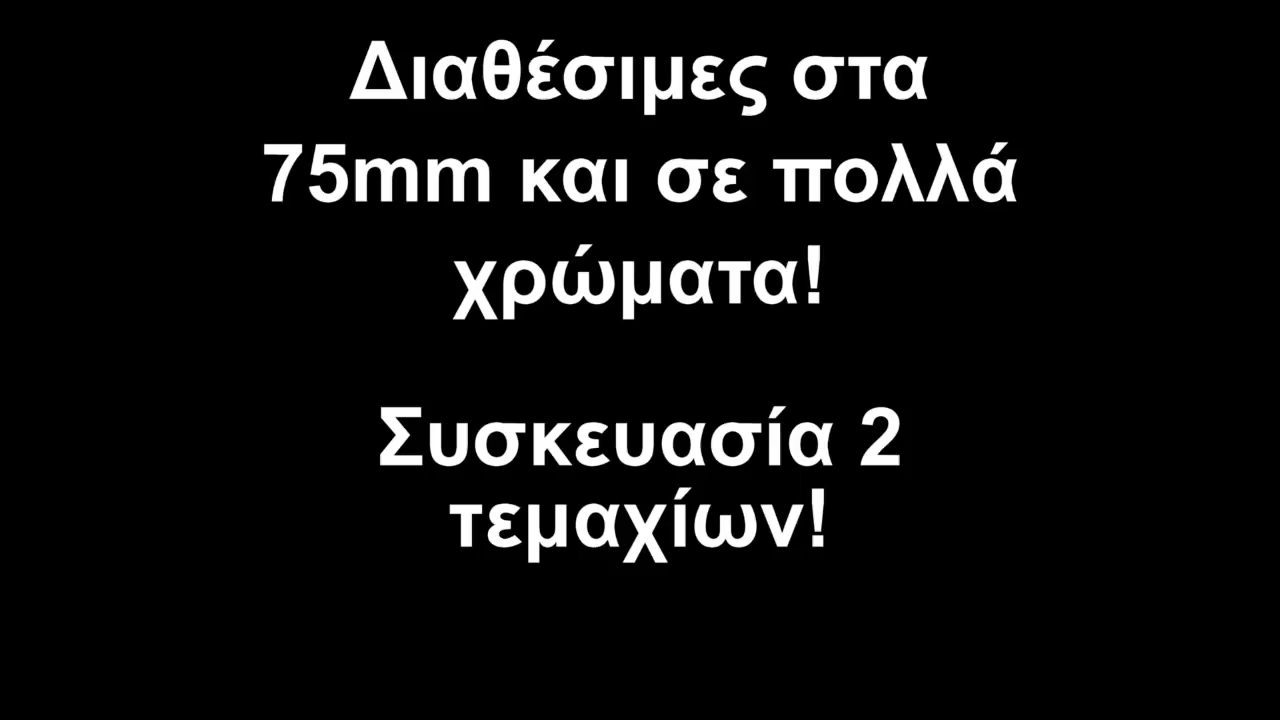 Διαθέσιμες στα
75mm και σε πολλά
χρώματα!
Συσκευασία 2
τεμαχίων!